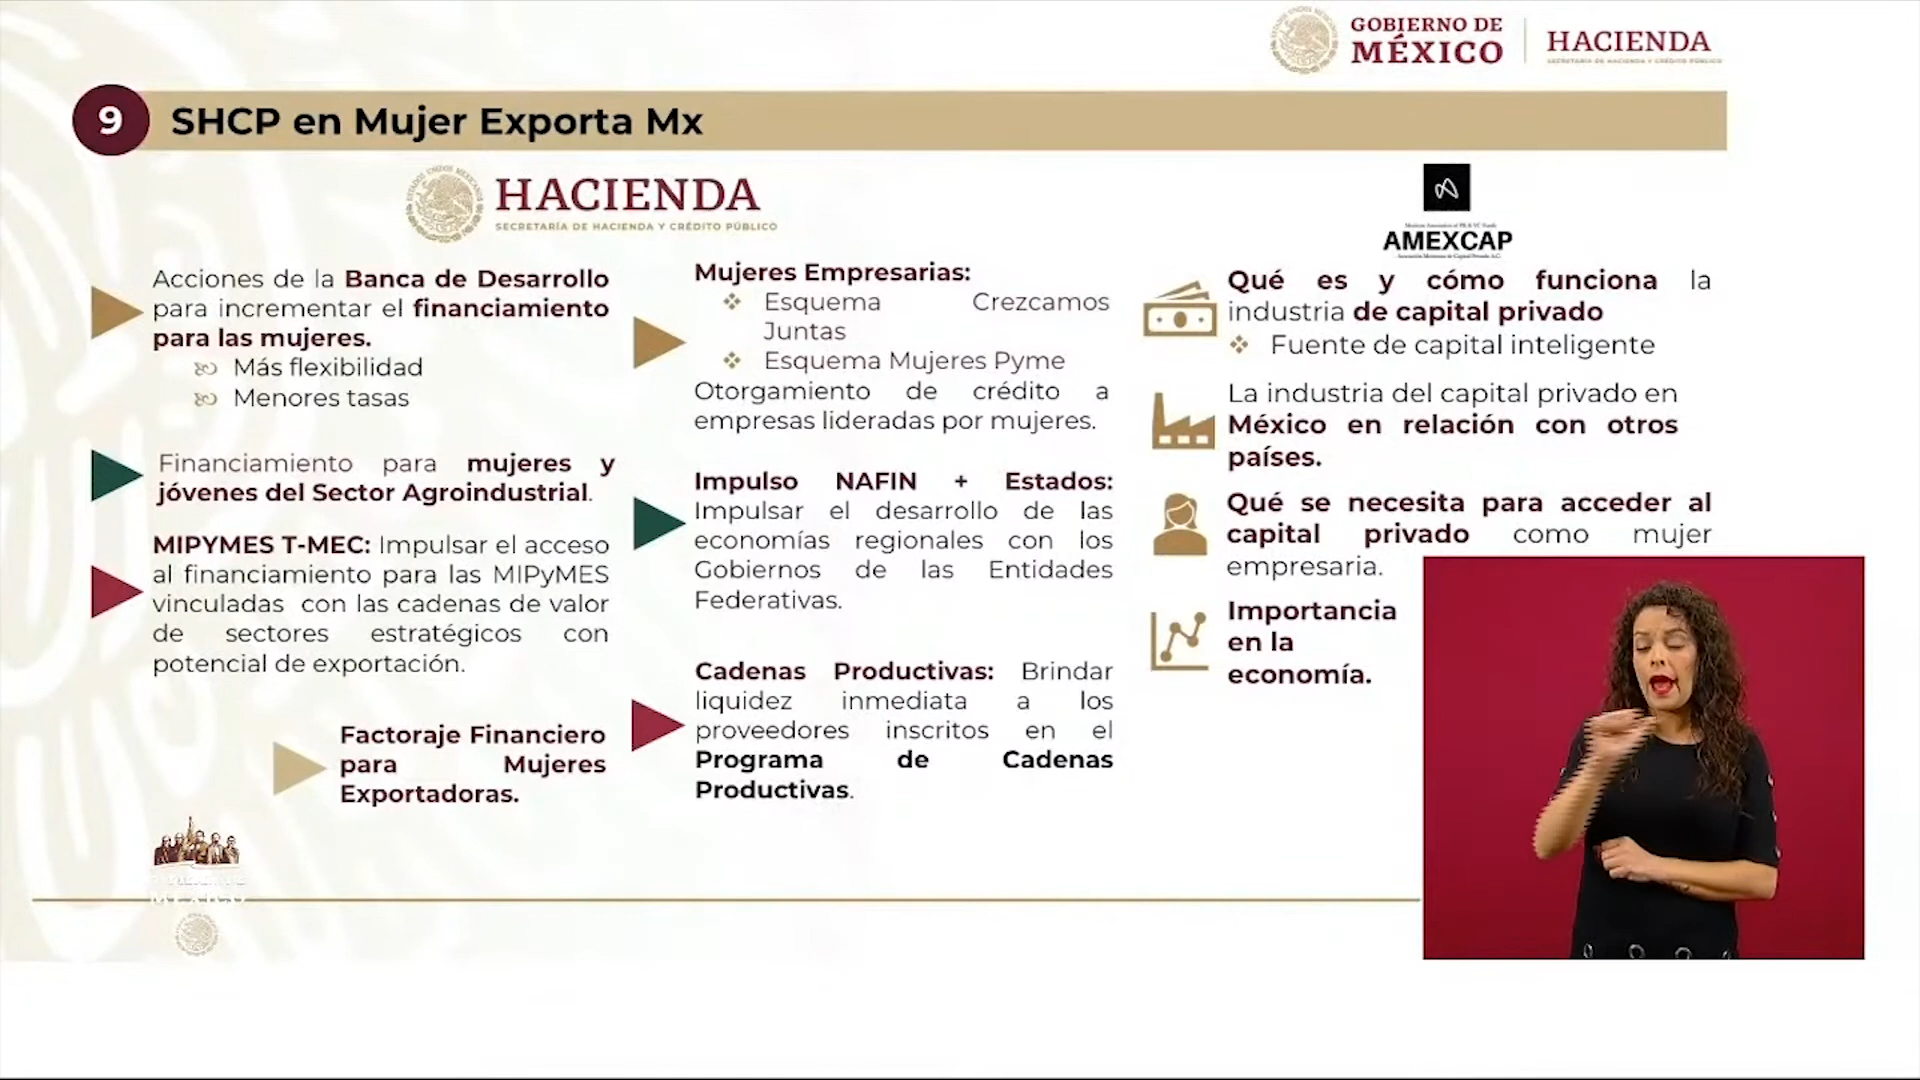 GOBIERNO DE
MÉXICO
HACIENDA
SECRETARÍA DE HACIENDA Y CRÉDITO PÚBLICO
9
SHCP en Mujer Exporta Mx
HACIENDA
SECRETARÍA DE HACIENDA Y CRÉDITO PÚBLICO
Acciones de la Banca de Desarrollo
para incrementar el financiamiento
para las mujeres.
Más flexibilidad
Menores tasas
Financiamiento para mujeres y
jóvenes del Sector Agroindustrial.
MIPYMES T-MEC: Impulsar el acceso
al financiamiento para las MIPyMES
vinculadas con las cadenas de valor
de sectores estratégicos con
potencial de exportación.
Factoraje Financiero
para Mujeres
Exportadoras.
Mujeres Empresarias:
❖ Esquema Crezcamos
Juntas
❖ Esquema Mujeres Pyme
Otorgamiento de crédito a
empresas lideradas por mujeres.
Impulso NAFIN + Estados:
Impulsar el desarrollo de las
economías regionales con los
Gobiernos de las Entidades
Federativas.
Cadenas Productivas: Brindar
liquidez inmediata a los
proveedores inscritos en el
Programa de Cadenas
Productivas.
AMEXCAP
Qué es y cómo funciona la
industria de capital privado
❖ Fuente de capital inteligente
La industria del capital privado en
México en relación con otros
países.
Qué se necesita para acceder al
capital privado como mujer
empresaria.
Importancia
en la
economía.
MÉXICO